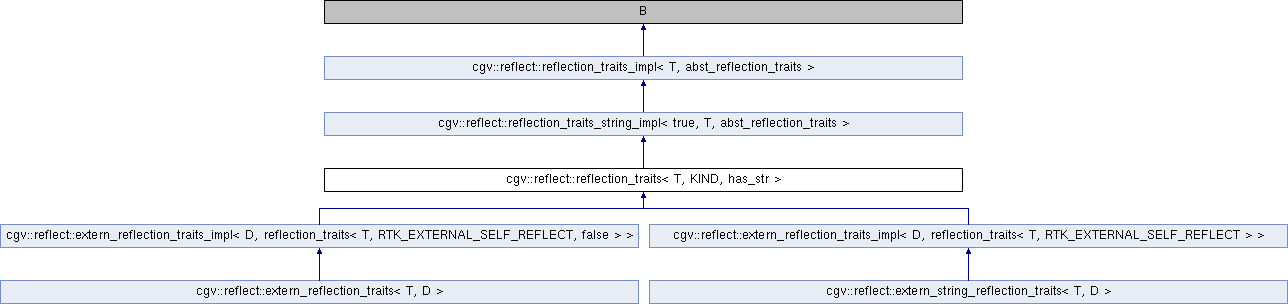 B
cgv::reflect::reflection_traits_impl< T, abst_reflection_traits >
cgv::reflect::reflection_traits_string_impl< true, T, abst_reflection_traits >
cgv::reflect::reflection_traits< T, KIND, has_str >
cgv::reflect::extern_reflection_traits_impl< D, reflection_traits< T, RTK_EXTERNAL_SELF_REFLECT, false > >
cgv::reflect::extern_reflection_traits_impl< D, reflection_traits< T, RTK_EXTERNAL_SELF_REFLECT > >
cgv::reflect::extern_reflection_traits< T, D >
cgv::reflect::extern_string_reflection_traits< T, D >